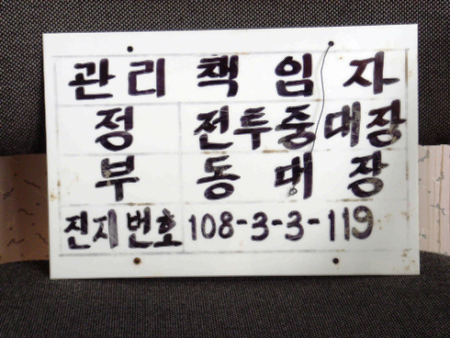 관리 책임자
정 전투중대장
부 동대장
진지번호 108-3-3-119